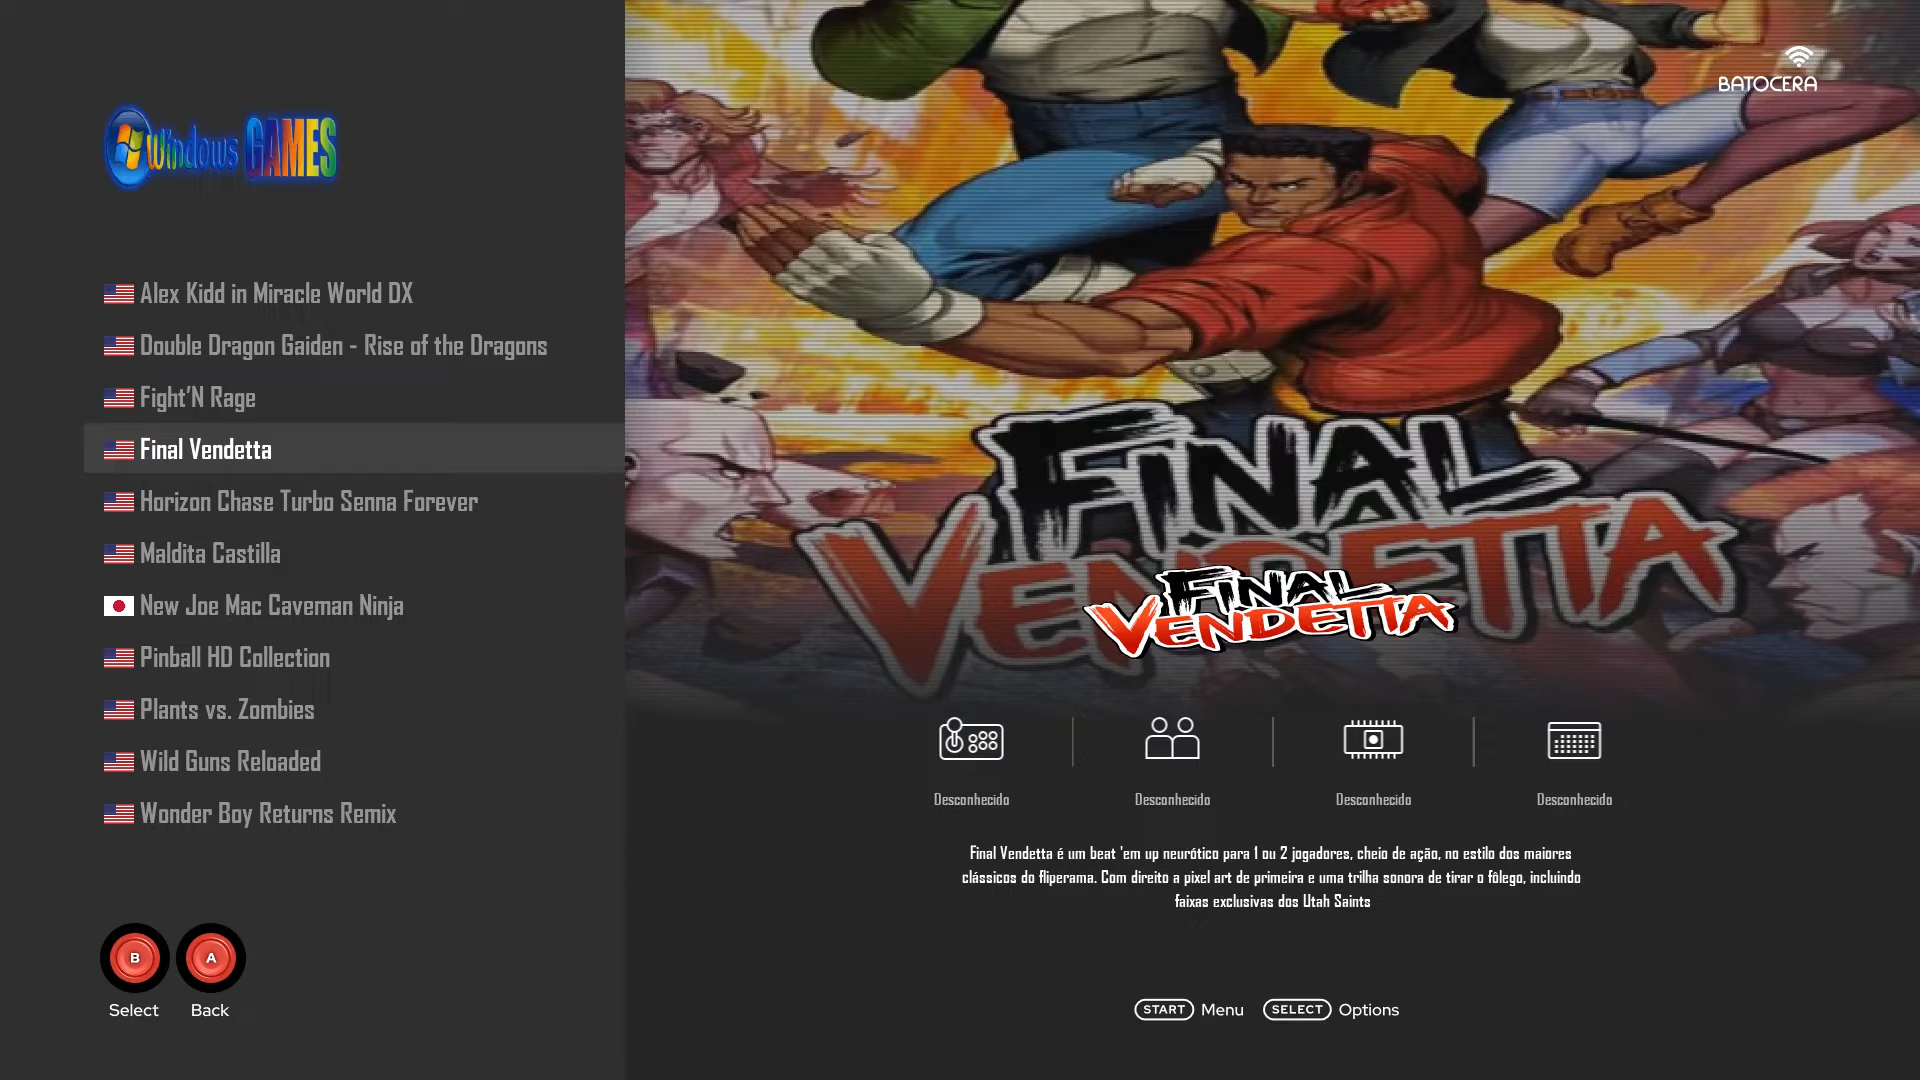 Windows GAMES
BATOCERA
Alex Kidd in Miracle World DX
Double Dragon Gaiden - Rise of the Dragons
Fight'N Rage
Final Vendetta
Horizon Chase Turbo Senna Forever
Maldita Castilla
New Joe Mac Caveman Ninja
Pinball HD Collection
Plants vs. Zombies
Wild Guns Reloaded
Wonder Boy Returns Remix
FINAL
VENDETTA
FINAL
VENDETTA
Desconhecido
Desconhecido
Desconhecido
Desconhecido
Final Vendetta é um beat 'em up neurótico para 1 ou 2 jogadores, cheio de ação, no estilo dos maiores
clássicos do fliperama. Com direito a pixel art de primeira e uma trilha sonora de tirar o fôlego, incluindo
faixas exclusivas dos Utah Saints
B A
Select Back
START Menu SELECT Options